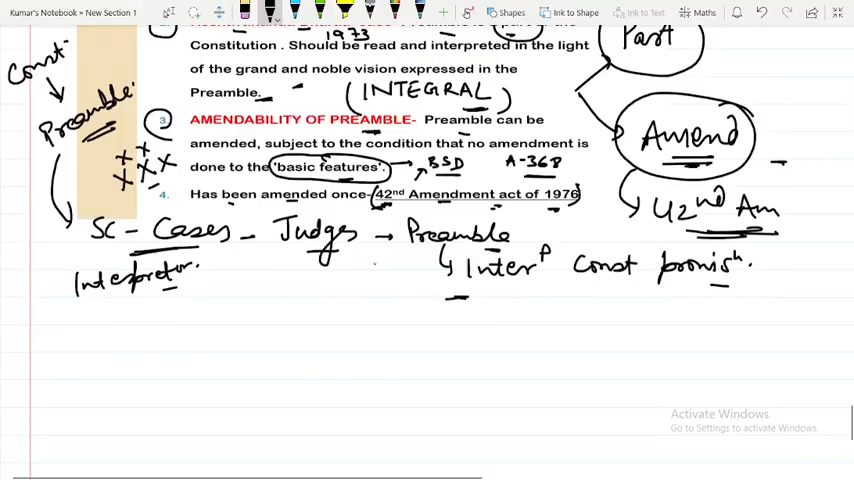 Kumar's Notebook » New Section 1
Shapes
Ink to Shape
Ink to Text
Maths
1973
Constitution . Should be read and interpreted in the light
of the grand and noble vision expressed in the
Preamble.
(INTEGRAL)
Part
Const
Preamble
3. AMENDABILITY OF PREAMBLE- Preamble can be
amended, subject to the condition that no amendment is
done to the 'basic features'. → BSD A-368
Amend
4. Has been amended once- 42nd Amendment act of 1976
42nd Am
SC - Cases - Judges → Preamble
Interpretor.
Inter P const provish.
Activate Windows
Go to Settings to activate Windows.